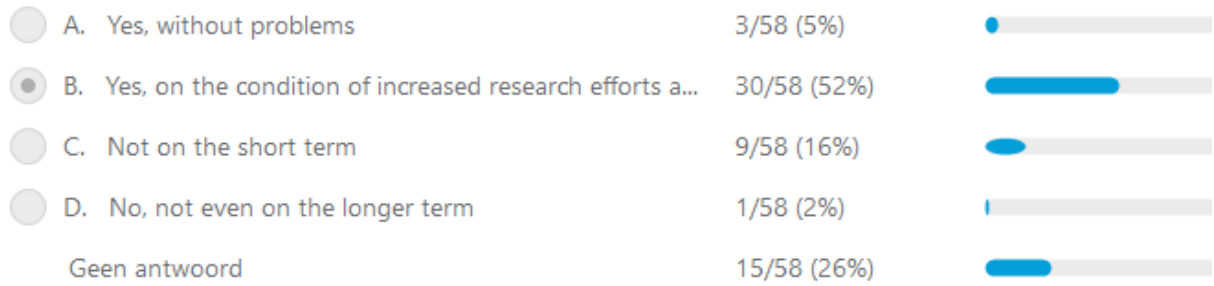 A. Yes, without problems 3/58 (5%)
B. Yes, on the condition of increased research efforts a... 30/58 (52%)
C. Not on the short term 9/58 (16%)
D. No, not even on the longer term 1/58 (2%)
Geen antwoord 15/58 (26%)